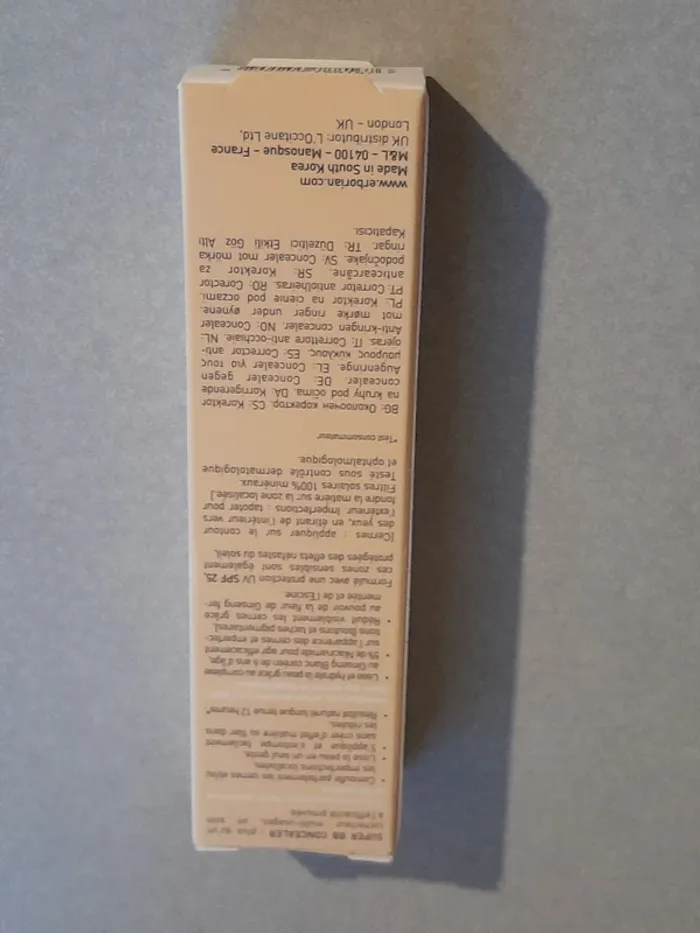 SUPER BB CONCEALER : plus qu'un
correcteur multi-usages, un soin
à l'efficacité prouvée
• Camoufle parfaitement les cernes et/ou
les imperfections localisées,
• Lisse la peau en un seul geste,
• S'applique et s'estompe facilement
sans créer d'effet matière ou filer dans
les ridules,
• Résultat naturel longue tenue 12 heures*
• Lisse et hydrate la peau grâce au complexe
au Ginseng Blanc coréen de 6 ans d'âge,
5% de Niacinamide pour agir efficacement
sur l'apparence des cernes et imperfec-
tions (boutons et taches pigmentaires),
• Réduit visiblement les cernes grâce
au pouvoir de la fleur de Ginseng fer-
mentée et de l'Escine
Formulé avec une protection UV SPF 25,
ces zones sensibles sont également
protégées des effets néfastes du soleil.
[Cernes : appliquer sur le contour
des yeux, en étirant de l'intérieur vers
l'extérieur. Imperfections : tapoter pour
fondre la matière sur la zone localisée.]
Filtres solaires 100% minéraux.
Testé sous contrôle dermatologique
et ophtalmologique.
*Test consommateur
BG: Околоочен коректор. CS: Korektor
na kruhy pod očima. DA: Korrigerende
concealer. DE: Concealer gegen
Augenringe. EL: Concealer για τους
μαύρους κύκλους. ES: Corrector anti-
ojeras. IT: Correttore anti-occhiaie. NL:
Anti-kringen concealer. NO: Concealer
mot mørke ringer under øynene.
PL: Korektor na cienie pod oczami.
PT: Corretor antiolheiras. RO: Corector
anticearcăne. SR: Korektor za
podočnjake. SV: Concealer mot mörka
ringar. TR: Düzeltici Etkili Göz Altı
Kapatıcısı.
www.erborian.com
Made in South Korea
M&L – 04100 – Manosque – France
UK distributor: L'Occitane Ltd,
London – UK